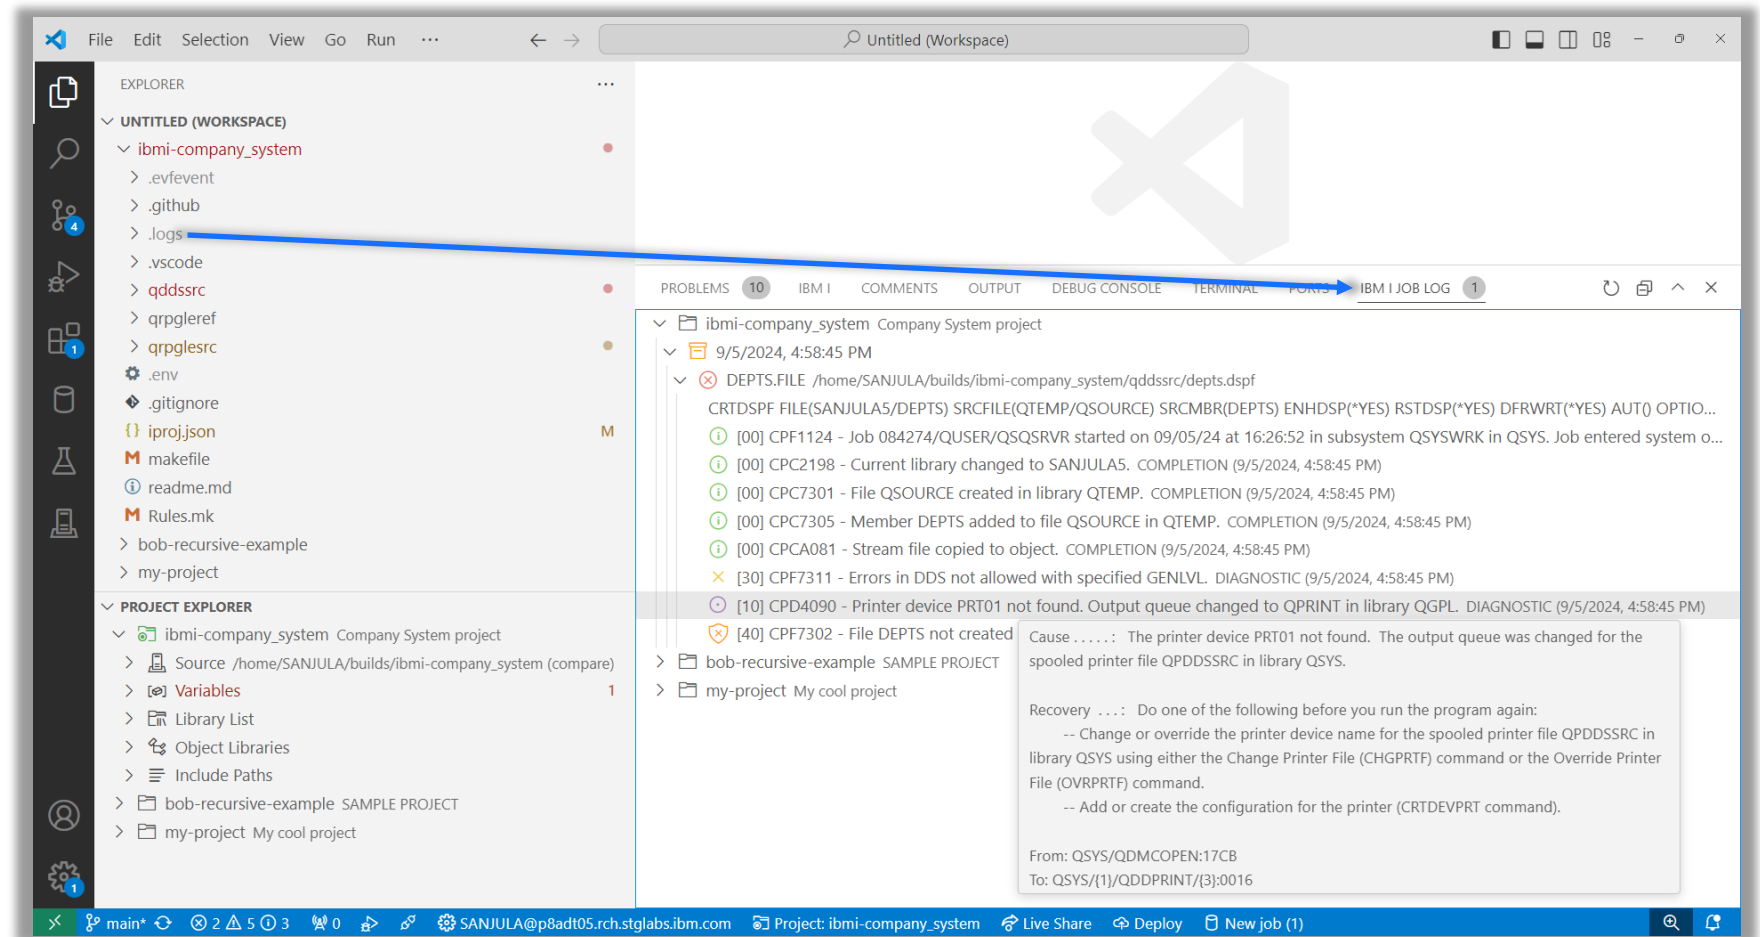 File Edit Selection View Go Run ··· Untitled (Workspace)
EXPLORER ···
UNTITLED (WORKSPACE)
ibmi-company_system
.evfevent
.github
.logs
.vscode
qddssrc
qrpgleref
qrpglesrc
.env
.gitignore
{} iproj.json M
M makefile
readme.md
M Rules.mk
bob-recursive-example
my-project
PROJECT EXPLORER
ibmi-company_system Company System project
Source /home/SANJULA/builds/ibmi-company_system (compare)
Variables 1
Library List
Object Libraries
Include Paths
bob-recursive-example SAMPLE PROJECT
my-project My cool project
4
1
1
PROBLEMS 10 IBM I COMMENTS OUTPUT DEBUG CONSOLE TERMINAL PORTS IBM I JOB LOG 1
ibmi-company_system Company System project
9/5/2024, 4:58:45 PM
DEPTS.FILE /home/SANJULA/builds/ibmi-company_system/qddssrc/depts.dspf
CRTDSPF FILE(SANJULA5/DEPTS) SRCFILE(QTEMP/QSOURCE) SRCMBR(DEPTS) ENHDSP(*YES) RSTDSP(*YES) DFRWRT(*YES) AUT() OPTIO...
[00] CPF1124 - Job 084274/QUSER/QSQSRVR started on 09/05/24 at 16:26:52 in subsystem QSYSWRK in QSYS. Job entered system o...
[00] CPC2198 - Current library changed to SANJULA5. COMPLETION (9/5/2024, 4:58:45 PM)
[00] CPC7301 - File QSOURCE created in library QTEMP. COMPLETION (9/5/2024, 4:58:45 PM)
[00] CPC7305 - Member DEPTS added to file QSOURCE in QTEMP. COMPLETION (9/5/2024, 4:58:45 PM)
[00] CPCA081 - Stream file copied to object. COMPLETION (9/5/2024, 4:58:45 PM)
[30] CPF7311 - Errors in DDS not allowed with specified GENLVL. DIAGNOSTIC (9/5/2024, 4:58:45 PM)
[10] CPD4090 - Printer device PRT01 not found. Output queue changed to QPRINT in library QGPL. DIAGNOSTIC (9/5/2024, 4:58:45 PM)
[40] CPF7302 - File DEPTS not created
bob-recursive-example SAMPLE PROJECT
my-project My cool project
Cause . . . . . : The printer device PRT01 not found. The output queue was changed for the
spooled printer file QPDDSSRC in library QSYS.
Recovery . . . : Do one of the following before you run the program again:
-- Change or override the printer device name for the spooled printer file QPDDSSRC in
library QSYS using either the Change Printer File (CHGPRTF) command or the Override Printer
File (OVRPRTF) command.
-- Add or create the configuration for the printer (CRTDEVPRT command).
From: QSYS/QDMCOPEN:17CB
To: QSYS/{1}/QDDPRINT/{3}:0016
main* 2 5 3 0 SANJULA@p8adt05.rch.stglabs.ibm.com Project: ibmi-company_system Live Share Deploy New job (1)